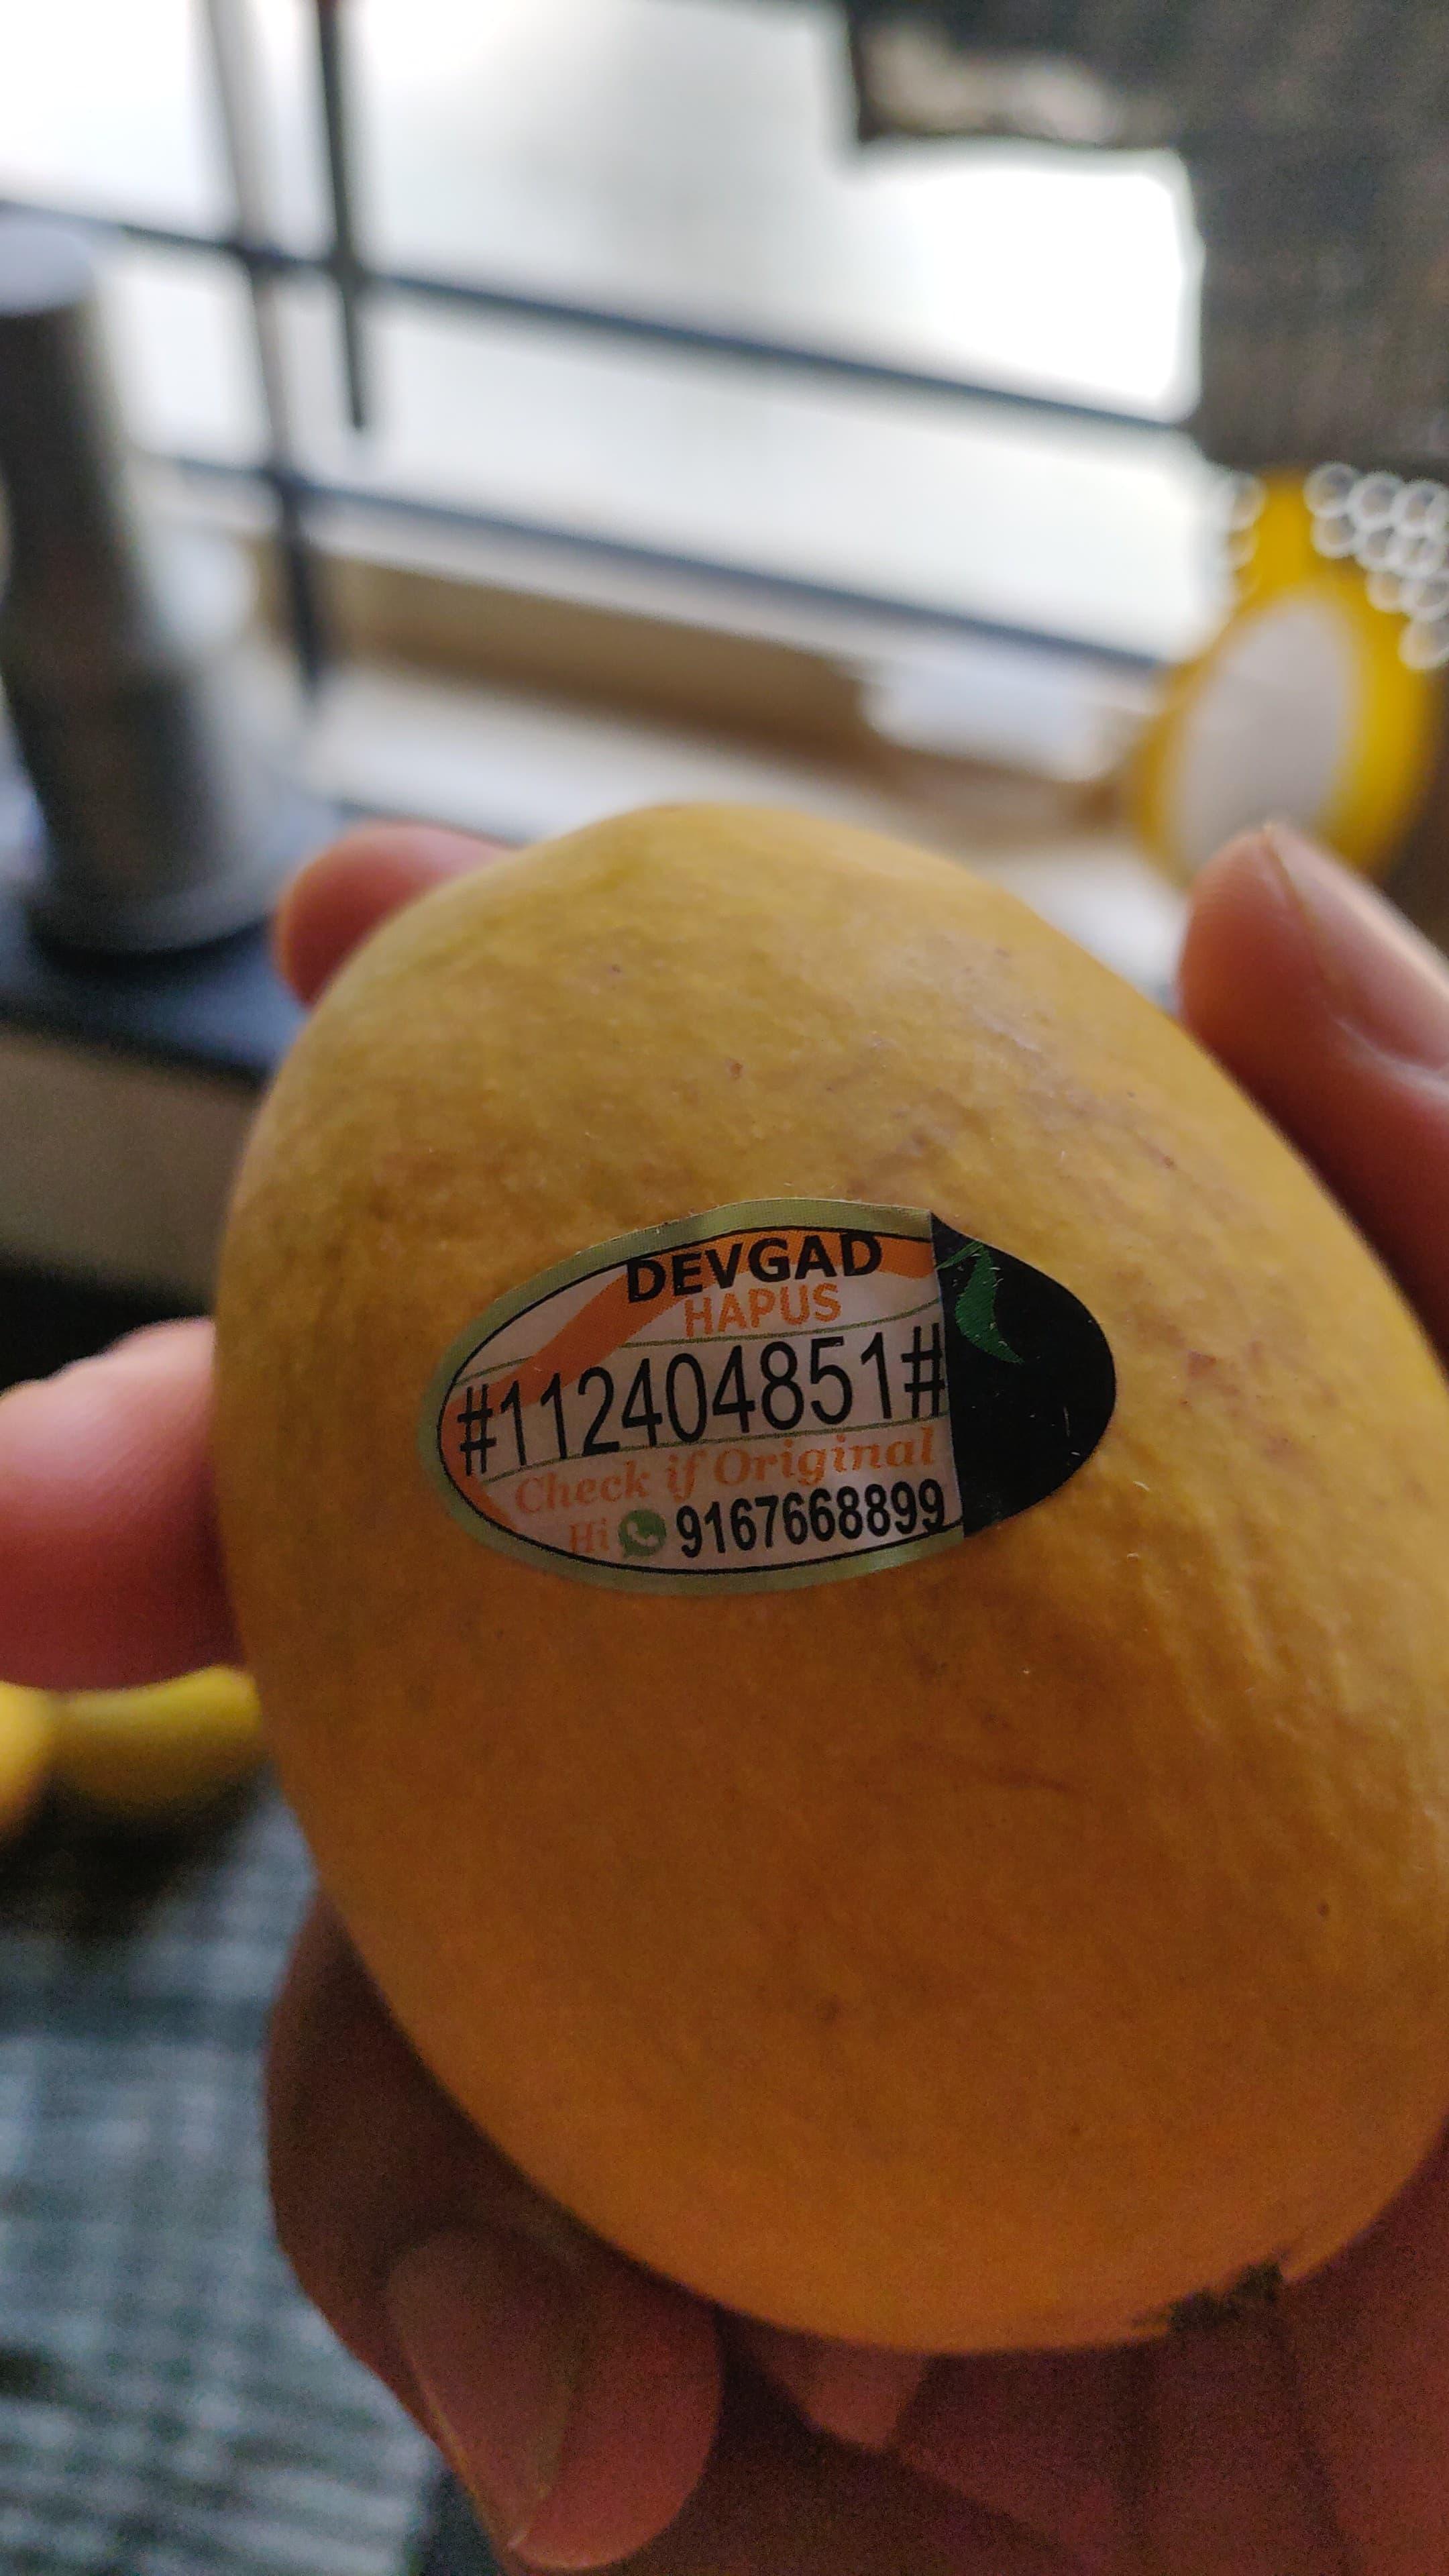 DEVGAD
HAPUS
#112404851#
Check if Original
Hi 9167668899